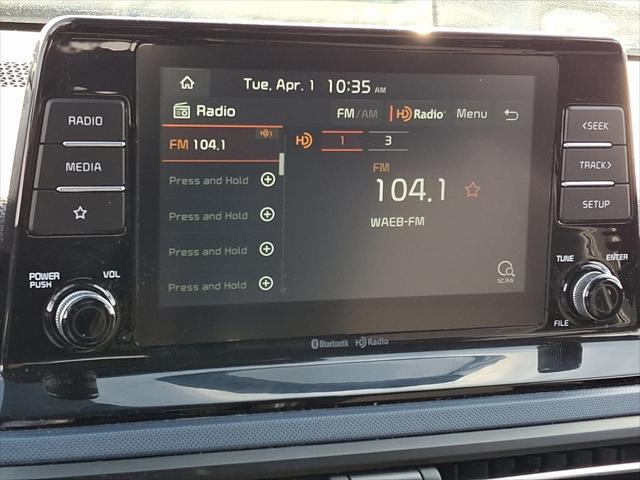 Tue, Apr. 1 10:35 AM
Radio FM/AM HD Radio Menu
RADIO
MEDIA
HD1
FM 104.1
Press and Hold
Press and Hold
Press and Hold
Press and Hold
HD 1 3
FM
104.1
WAEB-FM
SCAN
<SEEK
TRACK>
SETUP
POWER
PUSH
VOL
TUNE
ENTER
FILE
Bluetooth HD Radio